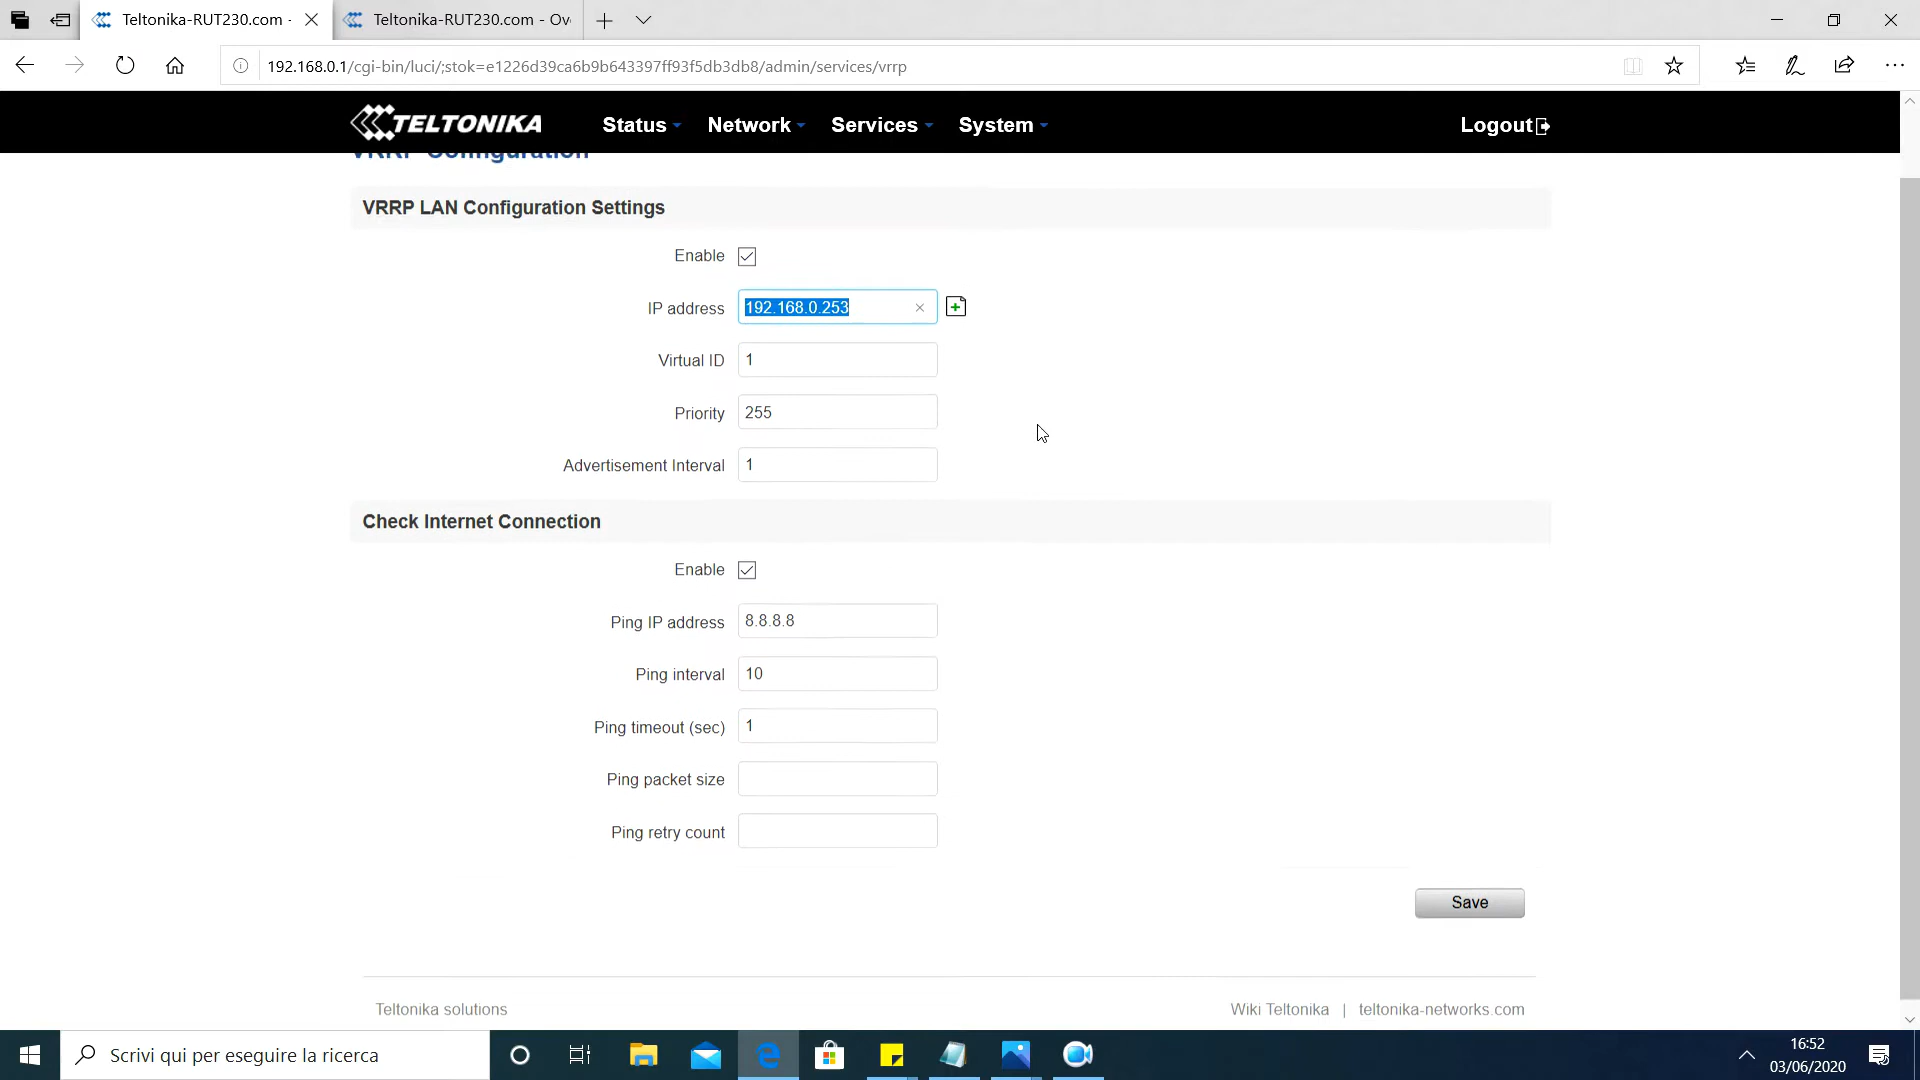 Teltonika-RUT230.com -
Teltonika-RUT230.com - Ov
192.168.0.1/cgi-bin/luci/;stok=e1226d39ca6b9b643397ff93f5db3db8/admin/services/vrrp
TELTONIKA Status Network Services System Logout
VRRP Configuration
VRRP LAN Configuration Settings
Enable
IP address 192.168.0.253
Virtual ID 1
Priority 255
Advertisement Interval 1
Check Internet Connection
Enable
Ping IP address 8.8.8.8
Ping interval 10
Ping timeout (sec) 1
Ping packet size
Ping retry count
Save
Teltonika solutions Wiki Teltonika | teltonika-networks.com
Scrivi qui per eseguire la ricerca
16:52
03/06/2020